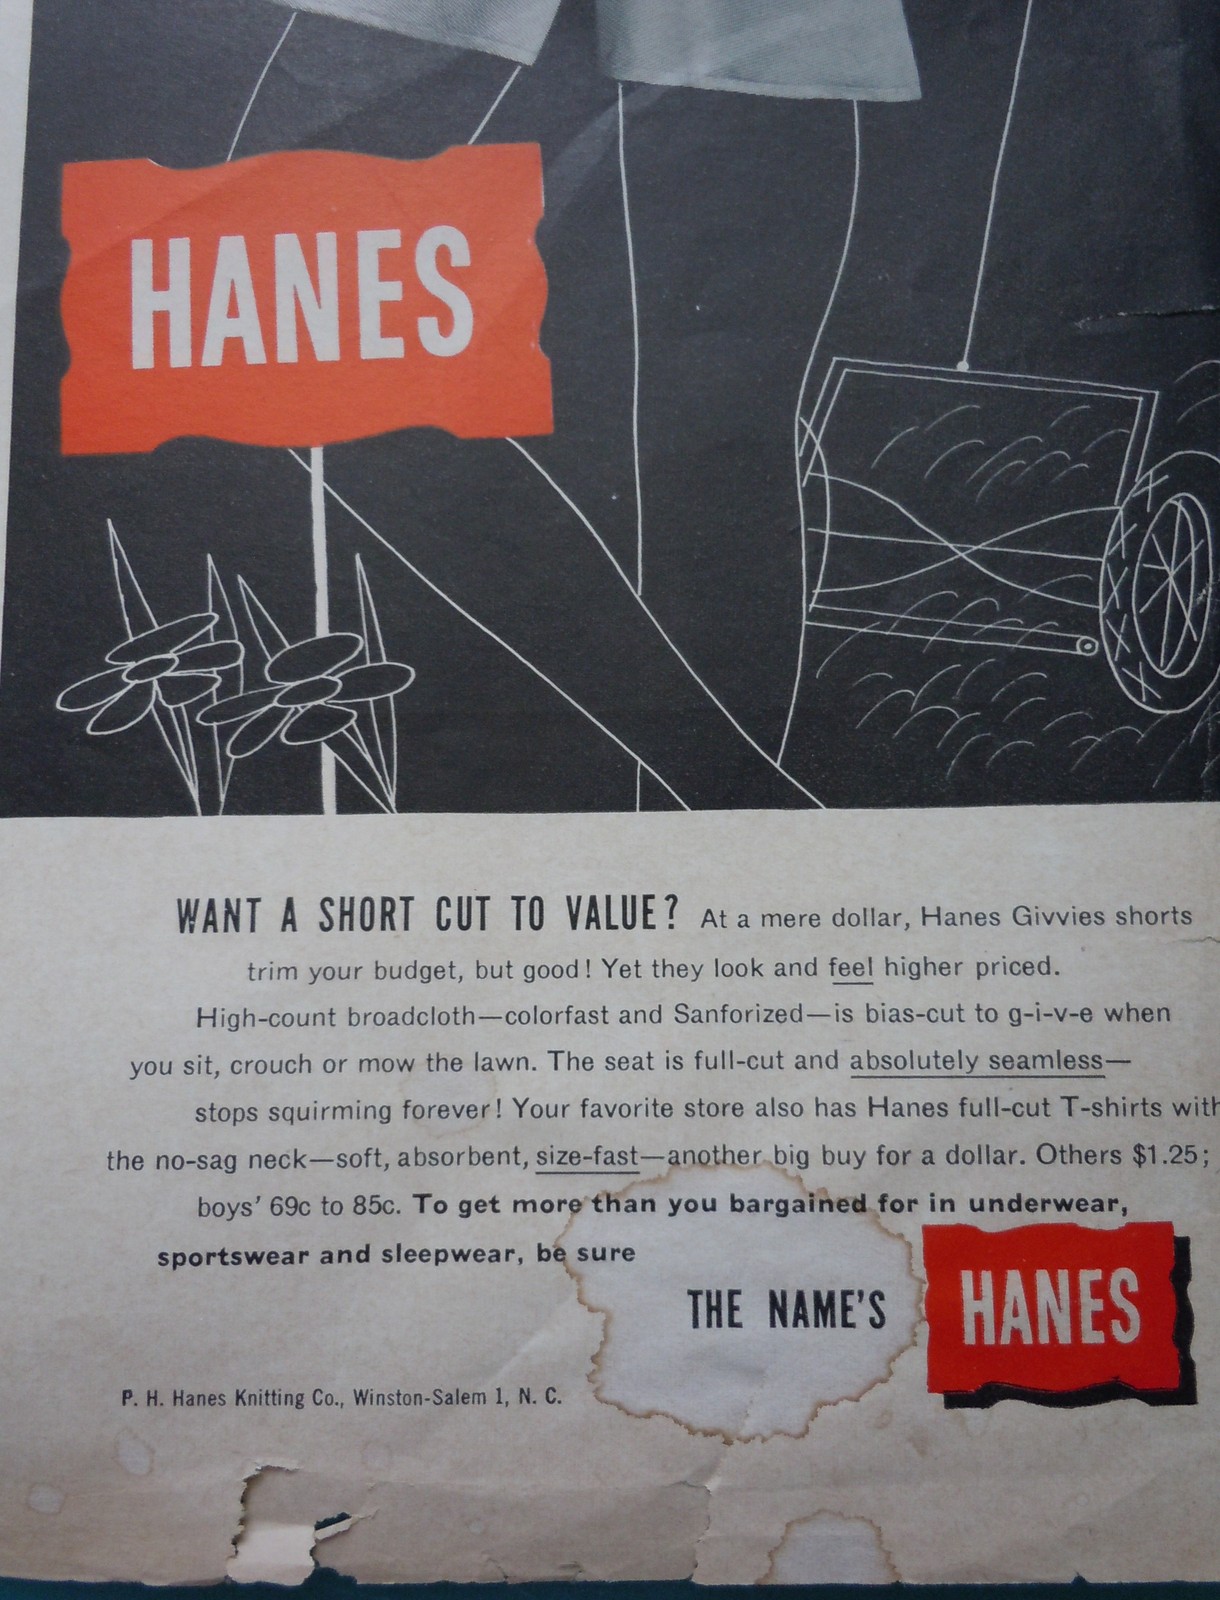 HANES
WANT A SHORT CUT TO VALUE? At a mere dollar, Hanes Givvies shorts
trim your budget, but good! Yet they look and feel higher priced.
High-count broadcloth—colorfast and Sanforized—is bias-cut to g-i-v-e when
you sit, crouch or mow the lawn. The seat is full-cut and absolutely seamless—
stops squirming forever! Your favorite store also has Hanes full-cut T-shirts with
the no-sag neck—soft, absorbent, size-fast—another big buy for a dollar. Others $1.25;
boys' 69c to 85c. To get more than you bargained for in underwear,
sportswear and sleepwear, be sure
THE NAME'S HANES
P. H. Hanes Knitting Co., Winston-Salem 1, N. C.